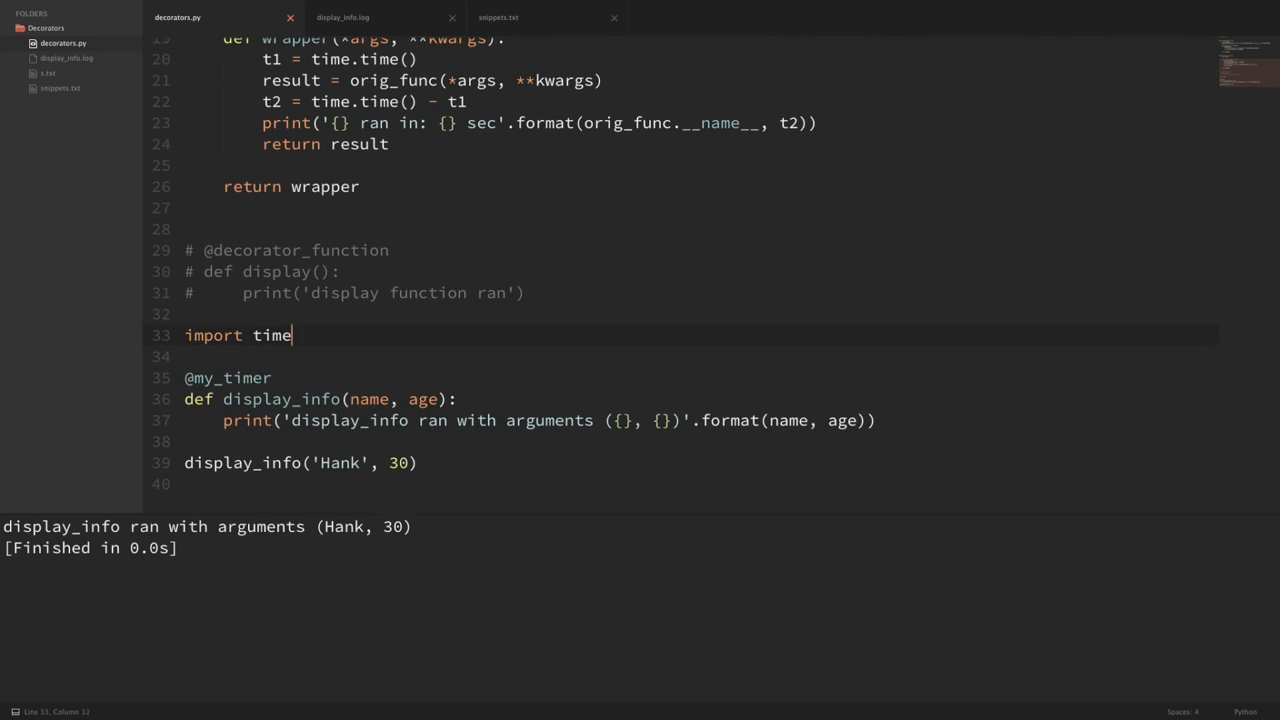 FOLDERS
Decorators
decorators.py
display_info.log
s.txt
snippets.txt
decorators.py
display_info.log
snippets.txt
19     def wrapper(*args, **kwargs):
20         t1 = time.time()
21         result = orig_func(*args, **kwargs)
22         t2 = time.time() - t1
23         print('{} ran in: {} sec'.format(orig_func.__name__, t2))
24         return result
25
26     return wrapper
27
28
29 # @decorator_function
30 # def display():
31 #     print('display function ran')
32
33 import time
34
35 @my_timer
36 def display_info(name, age):
37     print('display_info ran with arguments ({}, {})'.format(name, age))
38
39 display_info('Hank', 30)
40
display_info ran with arguments (Hank, 30)
[Finished in 0.0s]
Line 33, Column 12
Spaces: 4
Python